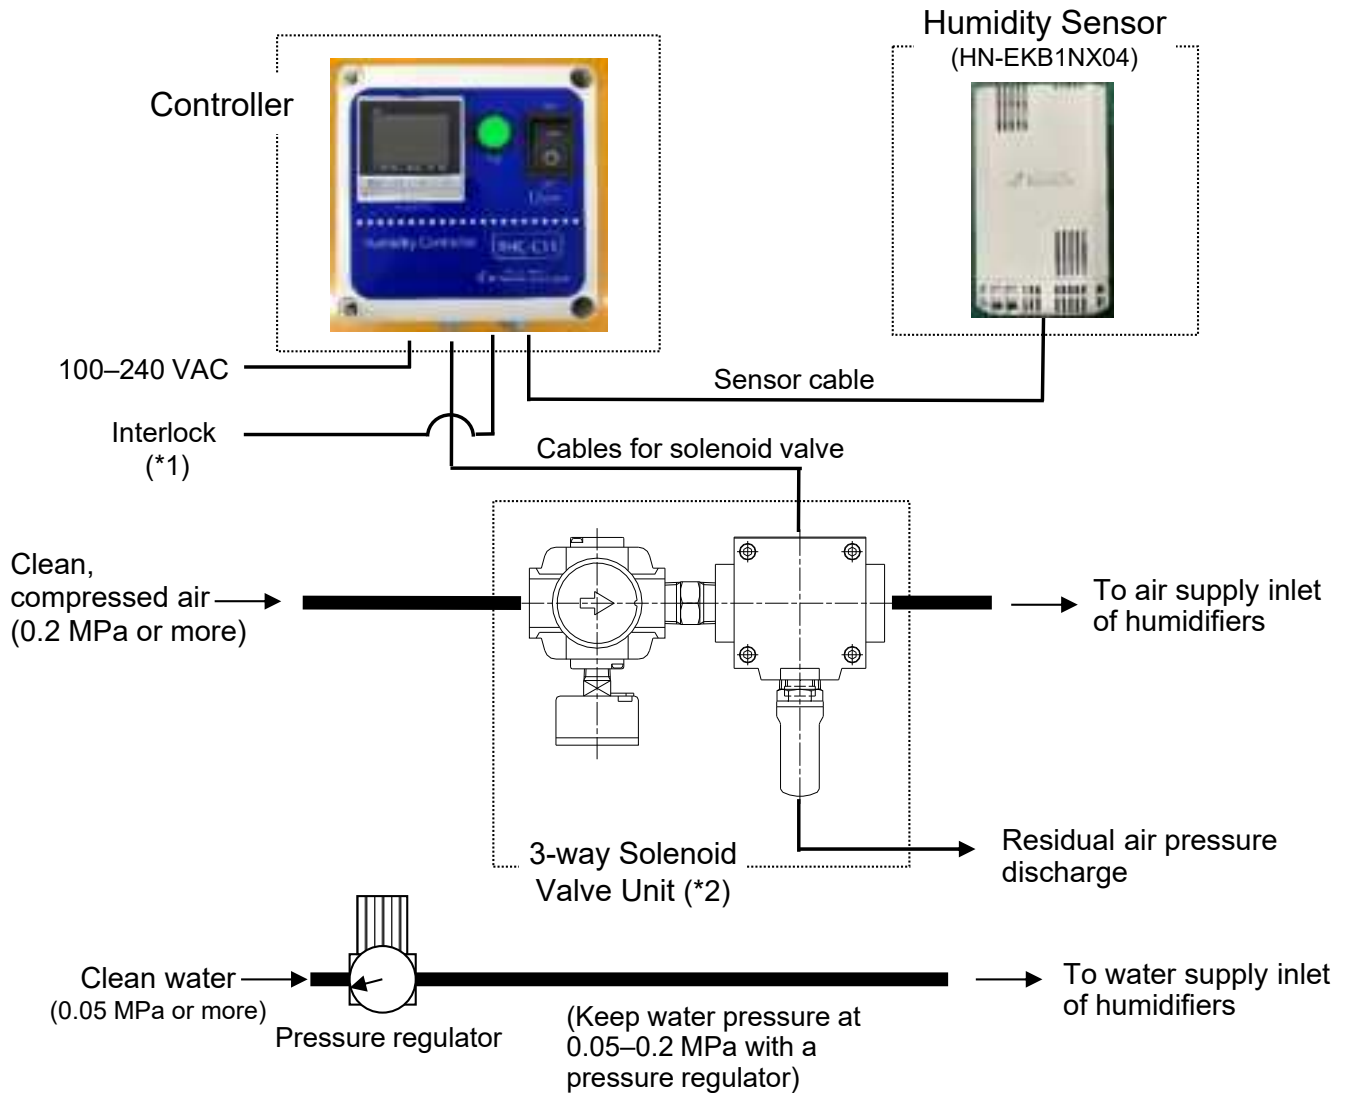 Humidity Sensor
(HN-EKB1NX04)
Controller
Humidity Controller
100–240 VAC
Sensor cable
Interlock
(*1)
Cables for solenoid valve
Clean,
compressed air
(0.2 MPa or more)
To air supply inlet
of humidifiers
3-way Solenoid
Valve Unit (*2)
Residual air pressure
discharge
Clean water
(0.05 MPa or more)
Pressure regulator
(Keep water pressure at
0.05–0.2 MPa with a
pressure regulator)
To water supply inlet
of humidifiers